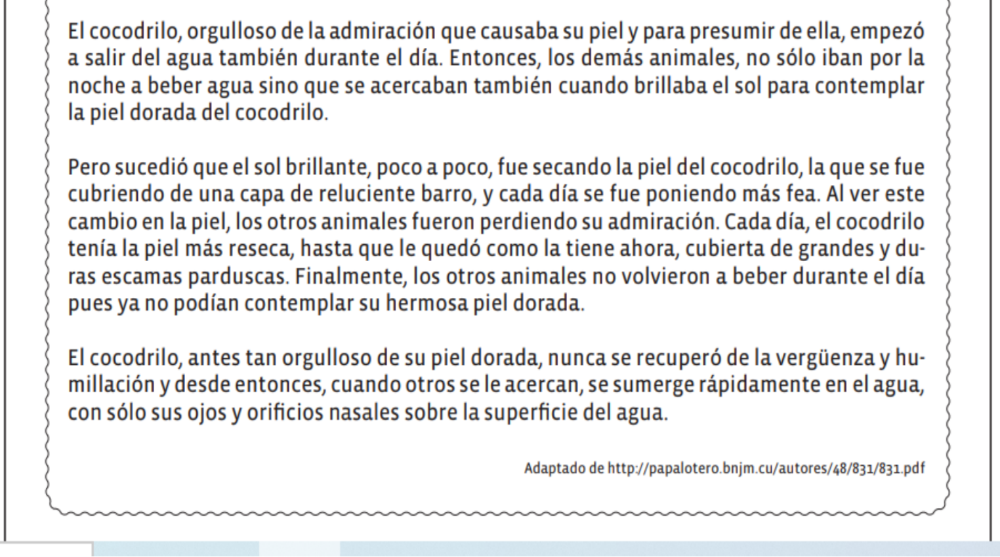 El cocodrilo, orgulloso de la admiración que causaba su piel y para presumir de ella, empezó
a salir del agua también durante el día. Entonces, los demás animales, no sólo iban por la
noche a beber agua sino que se acercaban también cuando brillaba el sol para contemplar
la piel dorada del cocodrilo.
Pero sucedió que el sol brillante, poco a poco, fue secando la piel del cocodrilo, la que se fue
cubriendo de una capa de reluciente barro, y cada día se fue poniendo más fea. Al ver este
cambio en la piel, los otros animales fueron perdiendo su admiración. Cada día, el cocodrilo
tenía la piel más reseca, hasta que le quedó como la tiene ahora, cubierta de grandes y du-
ras escamas parduscas. Finalmente, los otros animales no volvieron a beber durante el día
pues ya no podían contemplar su hermosa piel dorada.
El cocodrilo, antes tan orgulloso de su piel dorada, nunca se recuperó de la vergüenza y hu-
millación y desde entonces, cuando otros se le acercan, se sumerge rápidamente en el agua,
con sólo sus ojos y orificios nasales sobre la superficie del agua.
Adaptado de http://papalotero.bnjm.cu/autores/48/831/831.pdf